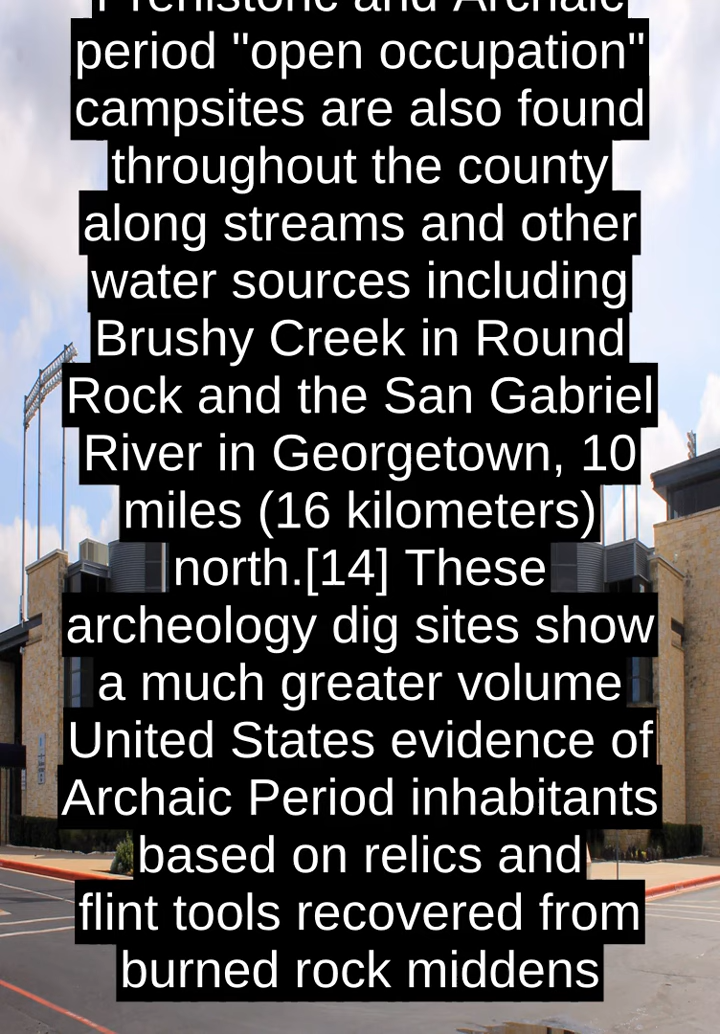 Prehistoric and Archaic
period "open occupation"
campsites are also found
throughout the county
along streams and other
water sources including
Brushy Creek in Round
Rock and the San Gabriel
River in Georgetown, 10
miles (16 kilometers)
north.[14] These
archeology dig sites show
a much greater volume
United States evidence of
Archaic Period inhabitants
based on relics and
flint tools recovered from
burned rock middens